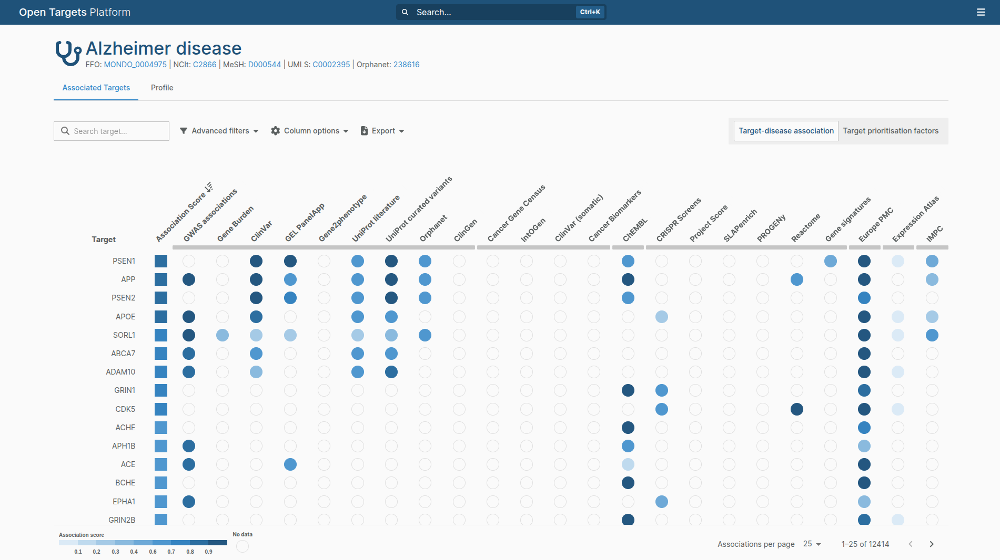 Open Targets Platform
Search...
Ctrl+K
Alzheimer disease
EFO: MONDO_0004975 | NCIt: C2866 | MeSH: D000544 | UMLS: C0002395 | Orphanet: 238616
Associated Targets
Profile
Search target...
Advanced filters
Column options
Export
Target-disease association
Target prioritisation factors
Target
Association Score
GWAS associations
Gene Burden
ClinVar
GEL PanelApp
Gene2phenotype
UniProt literature
UniProt curated variants
Orphanet
ClinGen
Cancer Gene Census
IntOGen
ClinVar (somatic)
Cancer Biomarkers
ChEMBL
CRISPR Screens
Project Score
SLAPenrich
PROGENy
Reactome
Gene signatures
Europe PMC
Expression Atlas
IMPC
PSEN1
APP
PSEN2
APOE
SORL1
ABCA7
ADAM10
GRIN1
CDK5
ACHE
APH1B
ACE
BCHE
EPHA1
GRIN2B
Association score
0.1 0.2 0.3 0.4 0.6 0.7 0.8 0.9
No data
Associations per page 25
1–25 of 12414